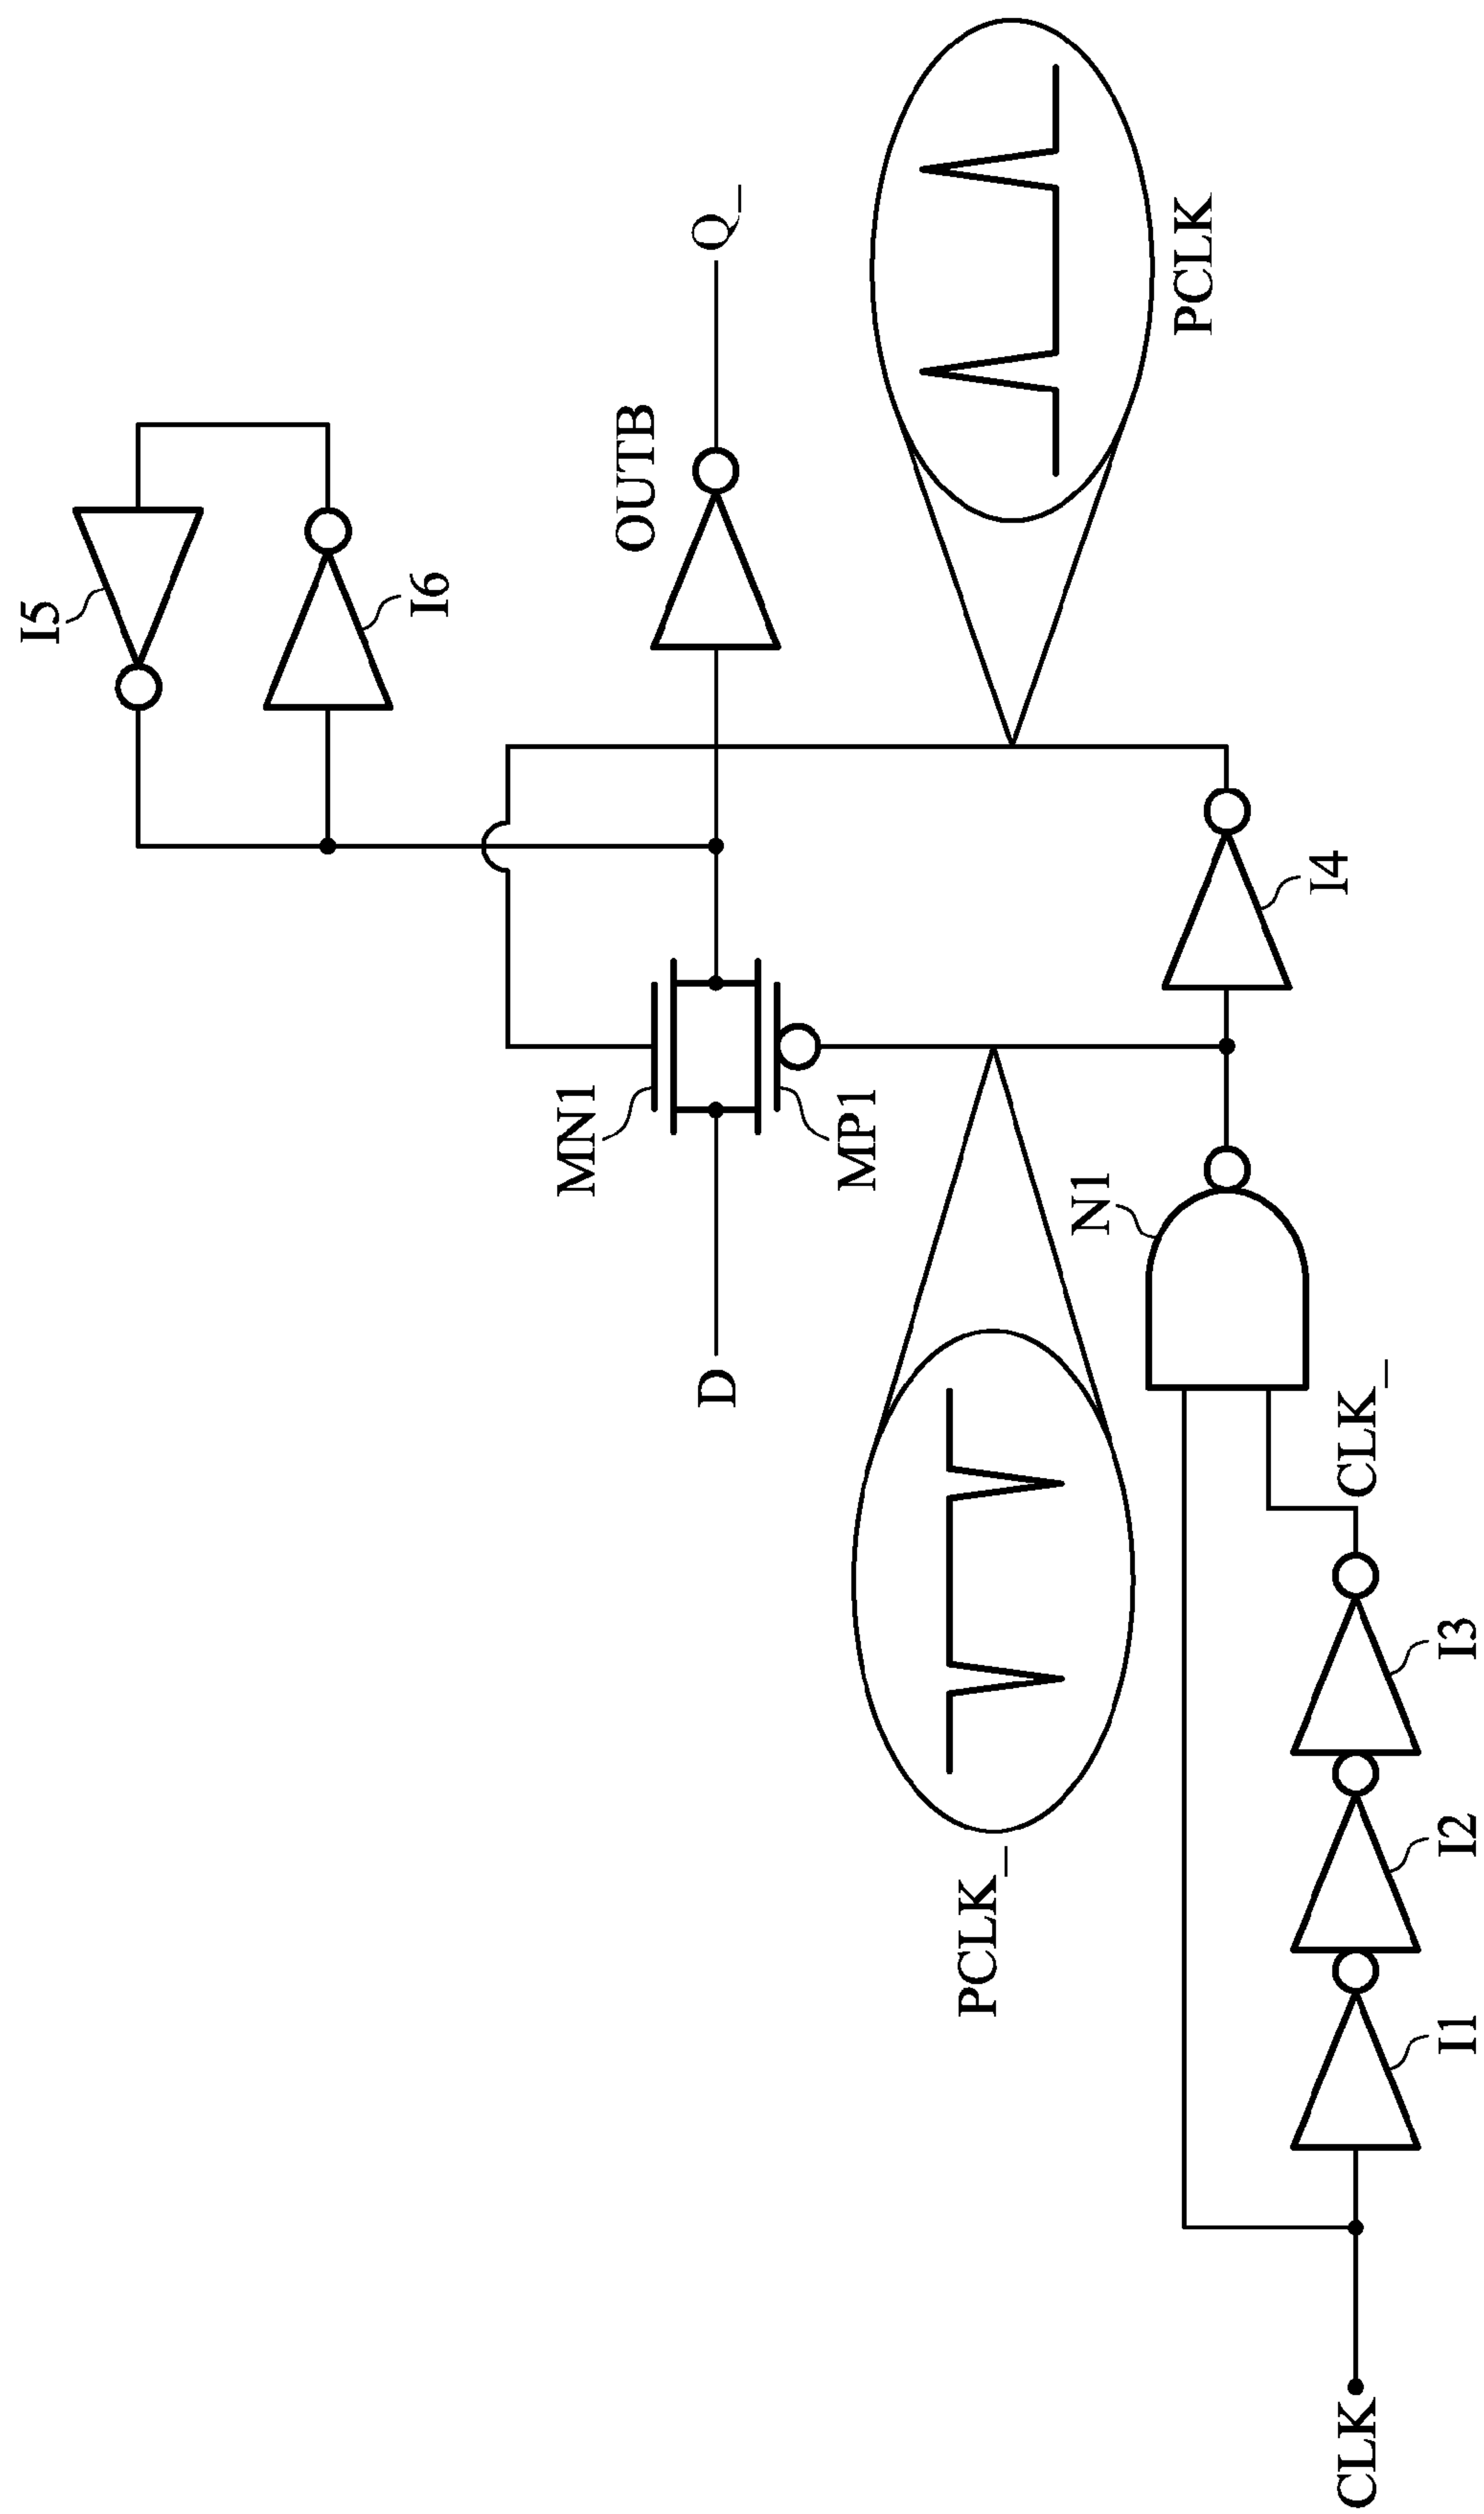 I5
I6
OUTB
Q_
MN1
D
MP1
PCLK
PCLK_
N1
I4
CLK_
CLK
I1
I2
I3